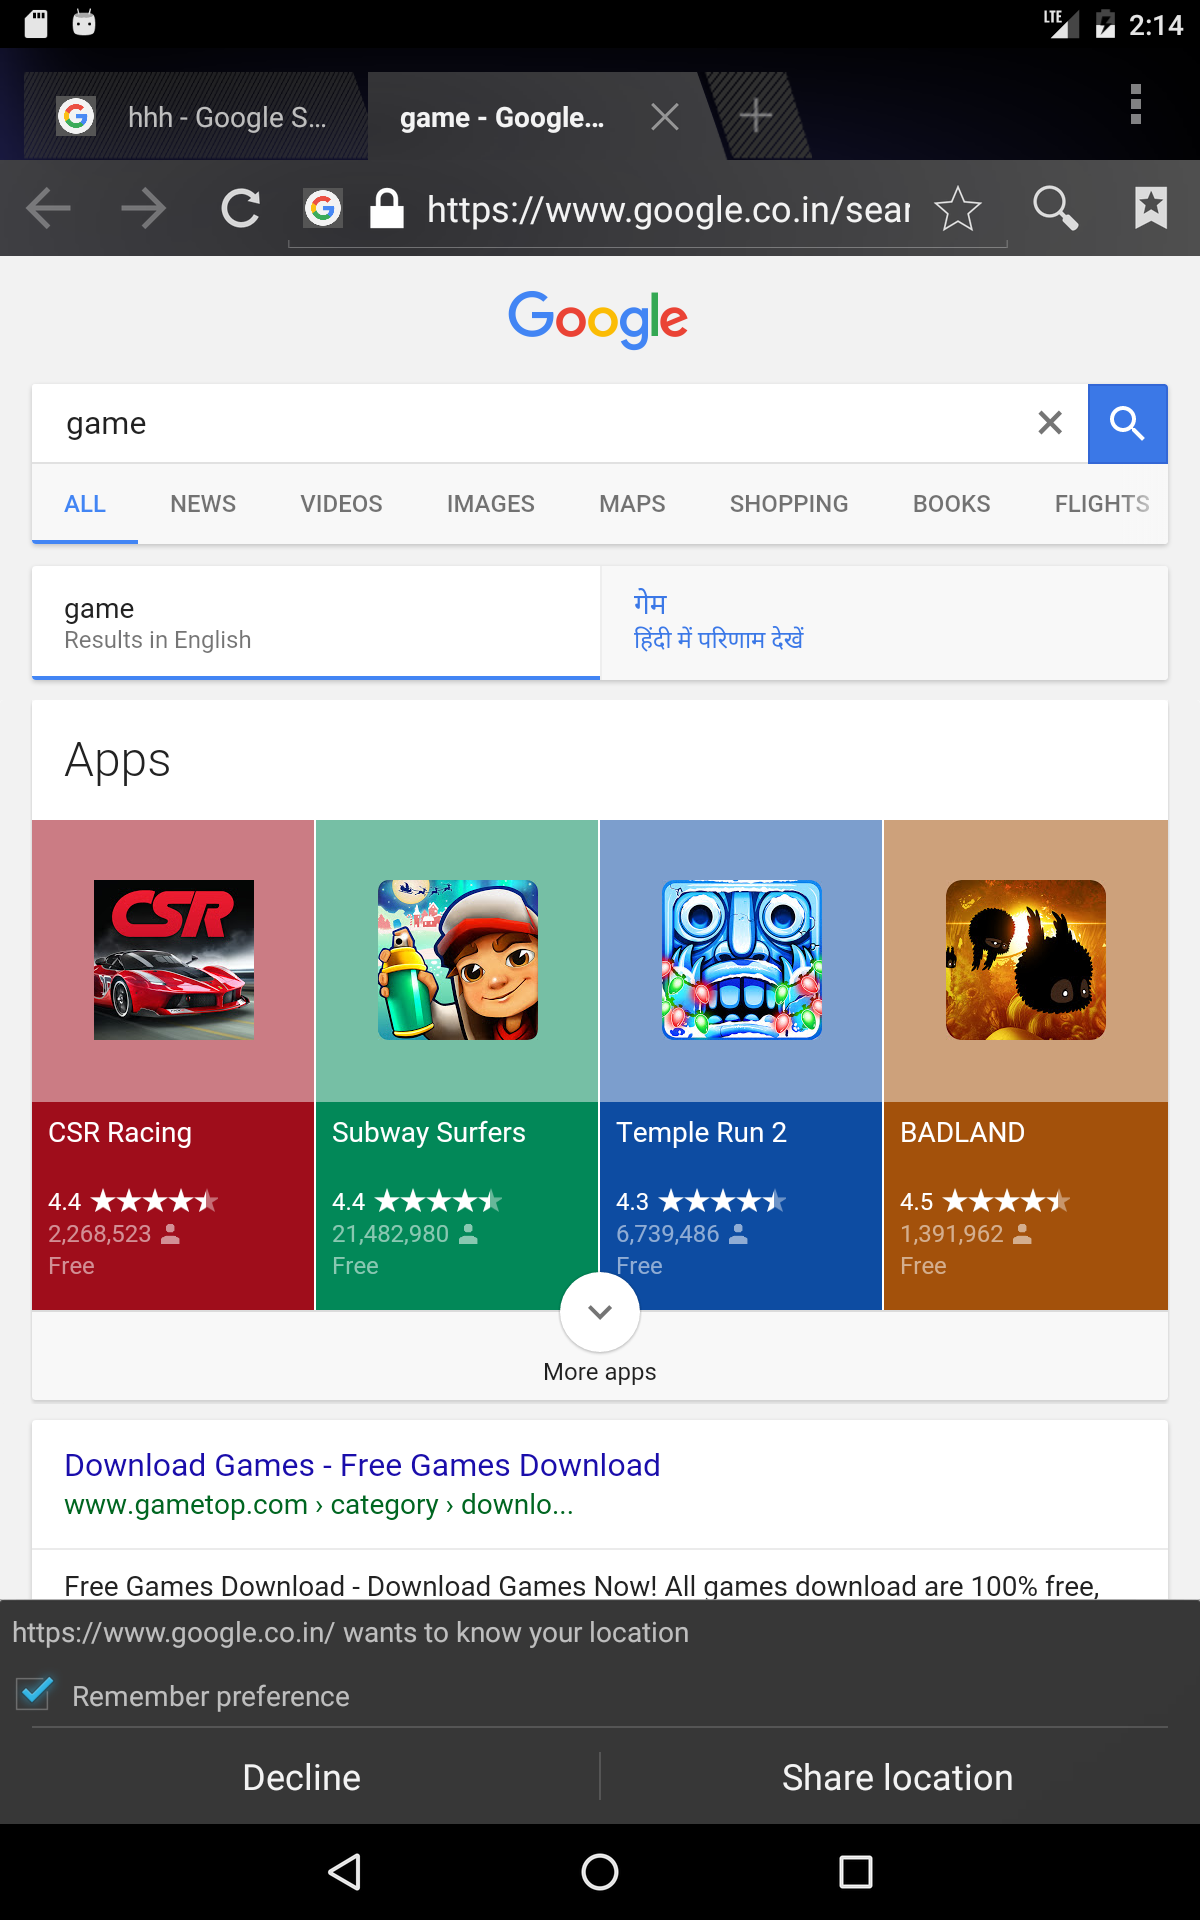 LTE 2:14
hhh - Google S...
game - Google...
https://www.google.co.in/sear
Google
game
ALL NEWS VIDEOS IMAGES MAPS SHOPPING BOOKS FLIGHTS
game
Results in English
गेम
हिंदी में परिणाम देखें
Apps
CSR
CSR Racing
4.4
2,268,523
Free
Subway Surfers
4.4
21,482,980
Free
Temple Run 2
4.3
6,739,486
Free
BADLAND
4.5
1,391,962
Free
More apps
Download Games - Free Games Download
www.gametop.com › category › downlo...
Free Games Download - Download Games Now! All games download are 100% free,
https://www.google.co.in/ wants to know your location
Remember preference
Decline
Share location